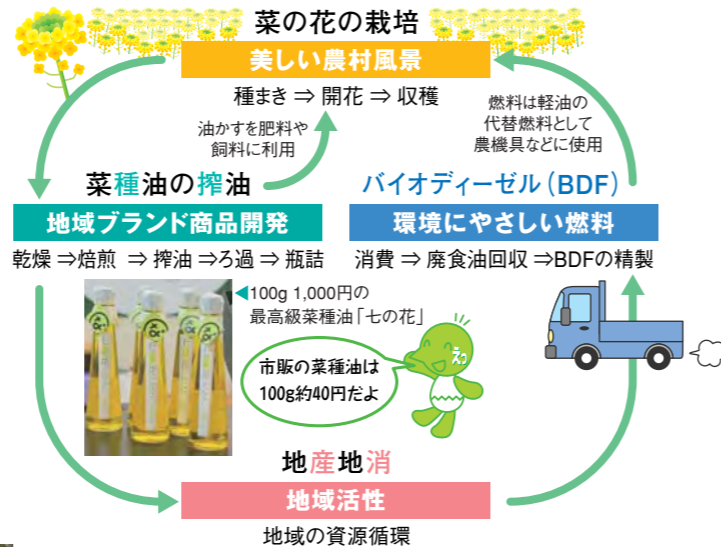 菜の花の栽培
美しい農村風景
種まき ⇒ 開花 ⇒ 収穫
油かすを肥料や
飼料に利用
燃料は軽油の
代替燃料として
農機具などに使用
菜種油の搾油
地域ブランド商品開発
乾燥 ⇒焙煎 ⇒ 搾油 ⇒ろ過 ⇒ 瓶詰
バイオディーゼル（BDF）
環境にやさしい燃料
消費 ⇒ 廃食油回収 ⇒BDFの精製
◀100g 1,000円の
最高級菜種油「七の花」
市販の菜種油は
100g約40円だよ
地産地消
地域活性
地域の資源循環